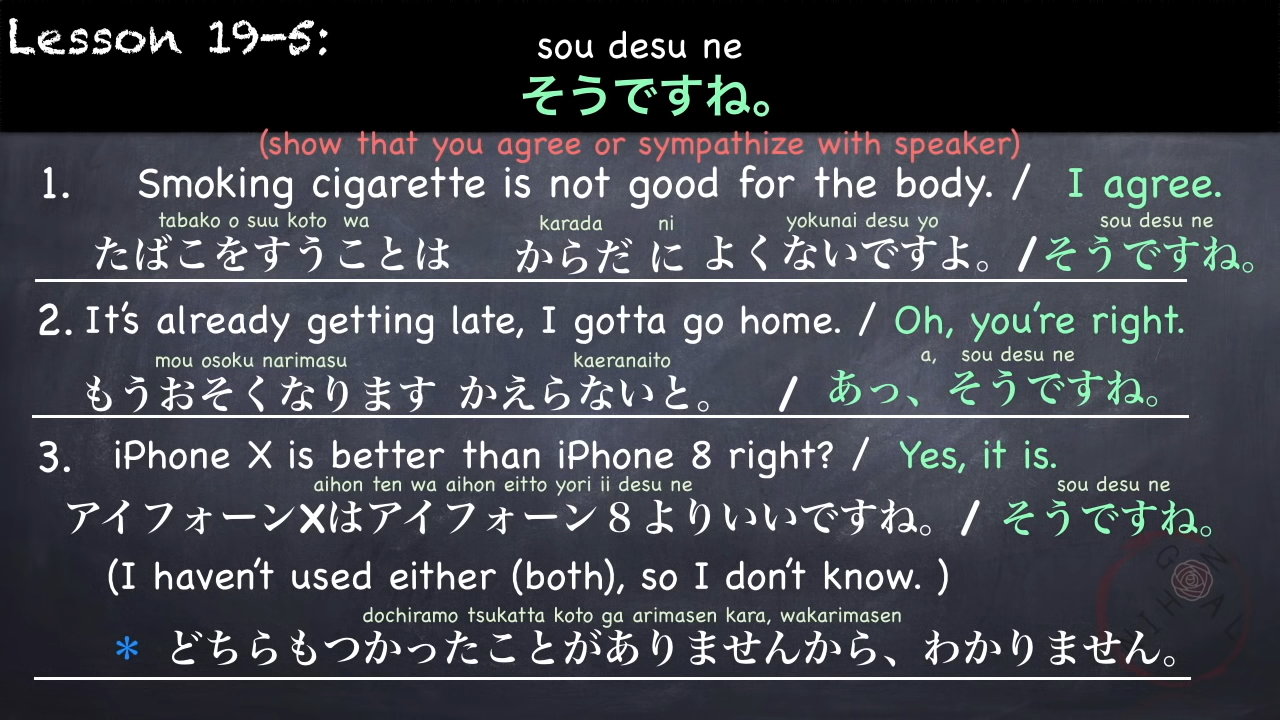 Lesson 19-5:
sou desu ne
そうですね。
(show that you agree or sympathize with speaker)
1. Smoking cigarette is not good for the body. / I agree.
tabako o suu koto wa karada ni yokunai desu yo sou desu ne
たばこをすうことは からだ に よくないですよ。 / そうですね。
2. It's already getting late, I gotta go home. / Oh, you're right.
mou osoku narimasu kaeranaito a, sou desu ne
もうおそくなります かえらないと。 / あっ、そうですね。
3. iPhone X is better than iPhone 8 right? / Yes, it is.
aihon ten wa aihon eitto yori ii desu ne sou desu ne
アイフォーンXはアイフォーン８よりいいですね。 / そうですね。
(I haven't used either (both), so I don't know. )
dochiramo tsukatta koto ga arimasen kara, wakarimasen
* どちらもつかったことがありませんから、わかりません。